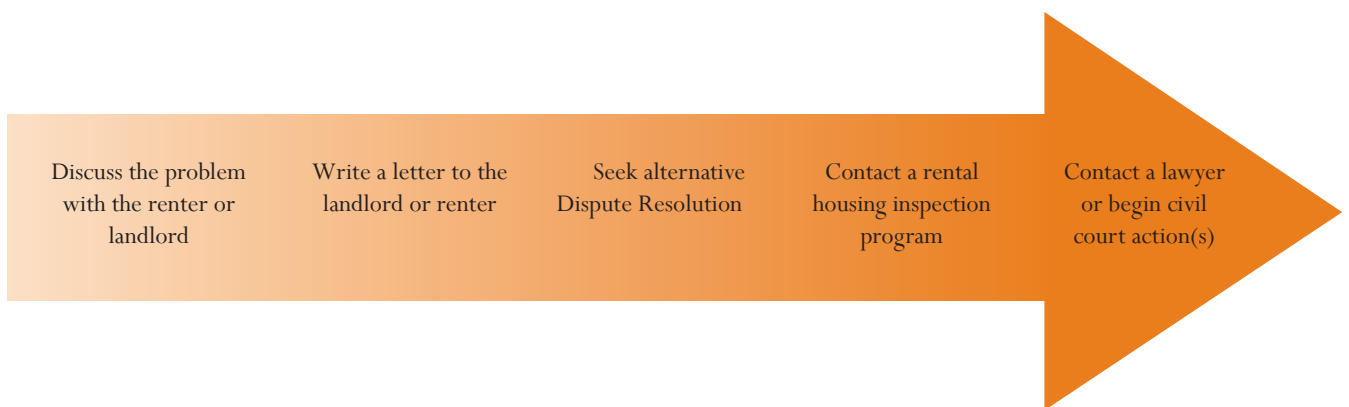 Discuss the problem
with the renter or
landlord
Write a letter to the
landlord or renter
Seek alternative
Dispute Resolution
Contact a rental
housing inspection
program
Contact a lawyer
or begin civil
court action(s)